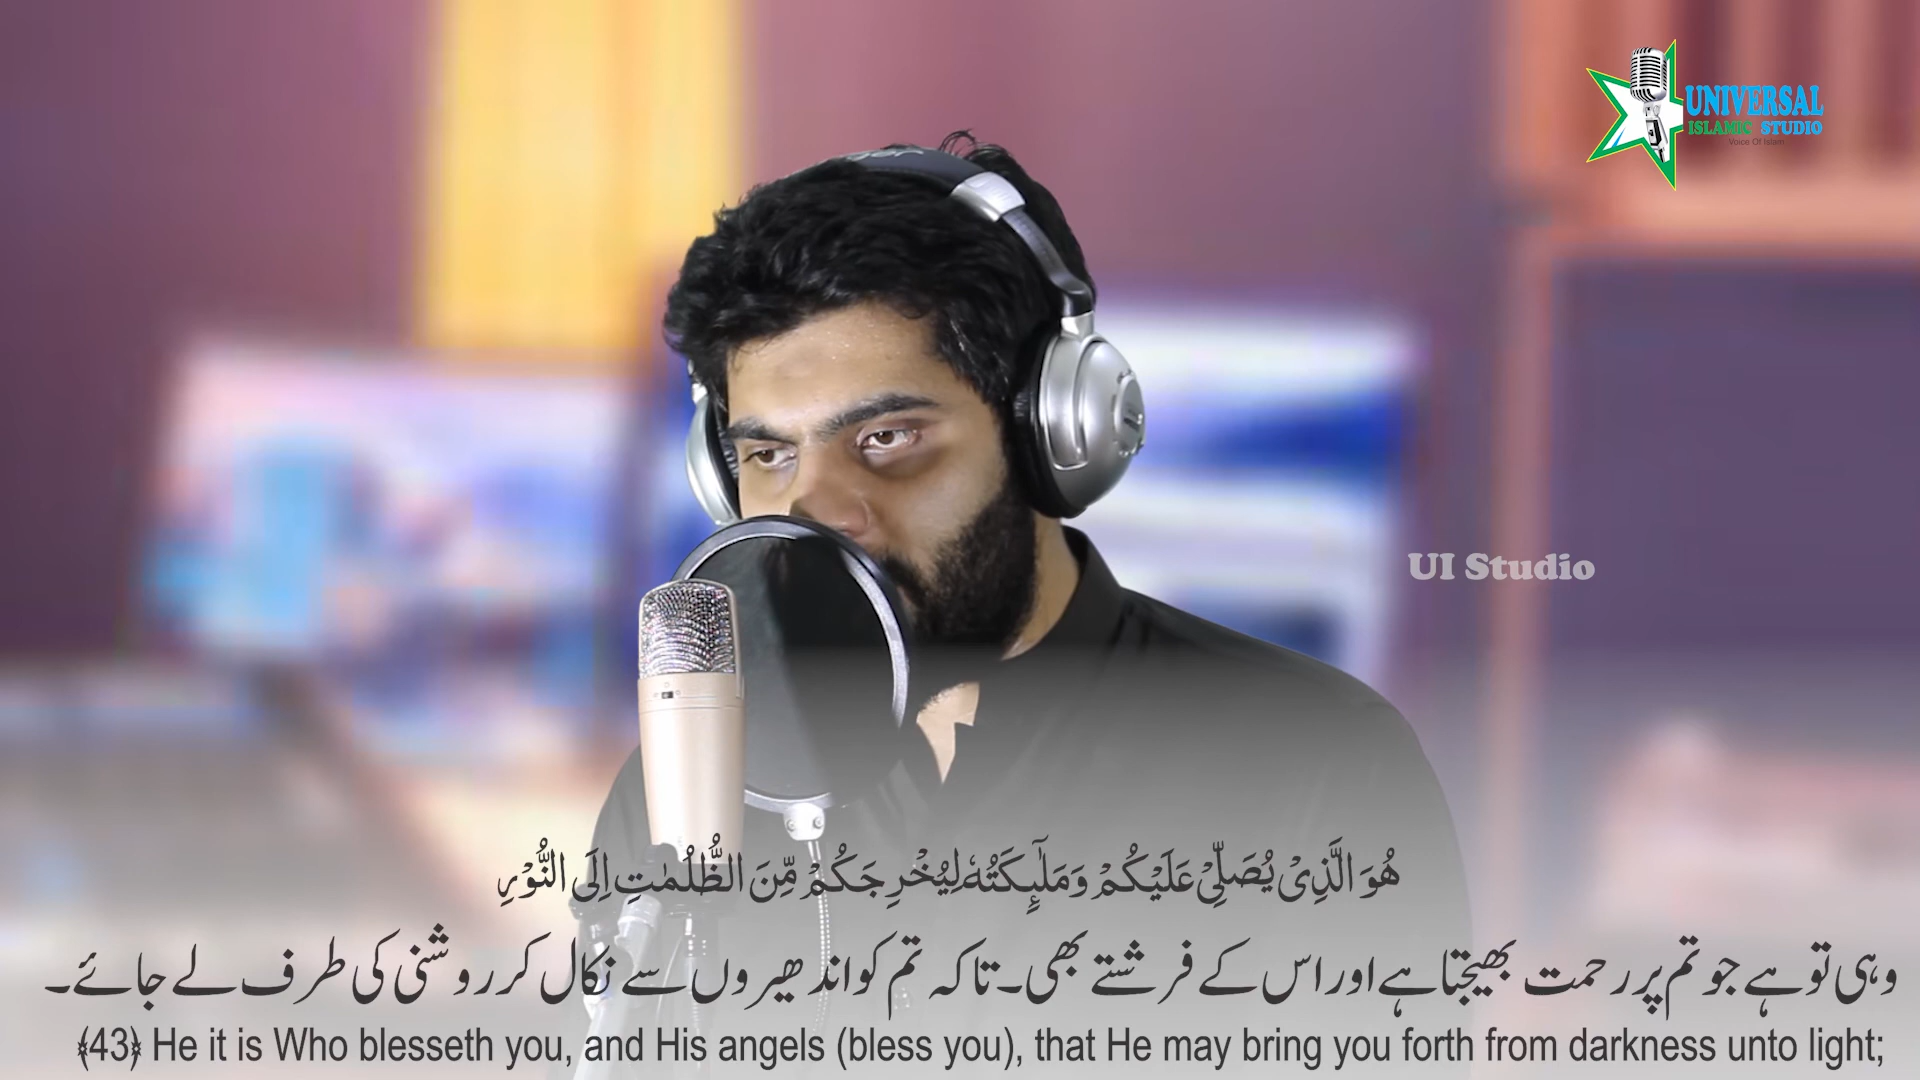 UNIVERSAL
ISLAMIC STUDIO
Voice Of Islam
UI Studio
هُوَ الَّذِیْ یُصَلِّیْ عَلَیْكُمْ وَ مَلٰٓىٕكَتُهٗ لِیُخْرِجَكُمْ مِّنَ الظُّلُمٰتِ اِلَى النُّوْرِ
وہی تو ہے جو تم پر رحمت بھیجتا ہے اور اس کے فرشتے بھی۔ تاکہ تم کو اندھیروں سے نکال کر روشنی کی طرف لے جائے۔
﴾43﴿ He it is Who blesseth you, and His angels (bless you), that He may bring you forth from darkness unto light;